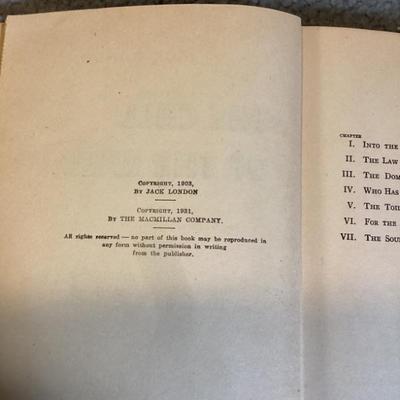 COPYRIGHT, 1903,
BY JACK LONDON
COPYRIGHT, 1931,
BY THE MACMILLAN COMPANY.
All rights reserved — no part of this book may be reproduced in
any form without permission in writing
from the publisher.
CHAPTER
I. INTO THE
II. THE LAW
III. THE DOM
IV. WHO HAS
V. THE TOIL
VI. FOR THE
VII. THE SOU